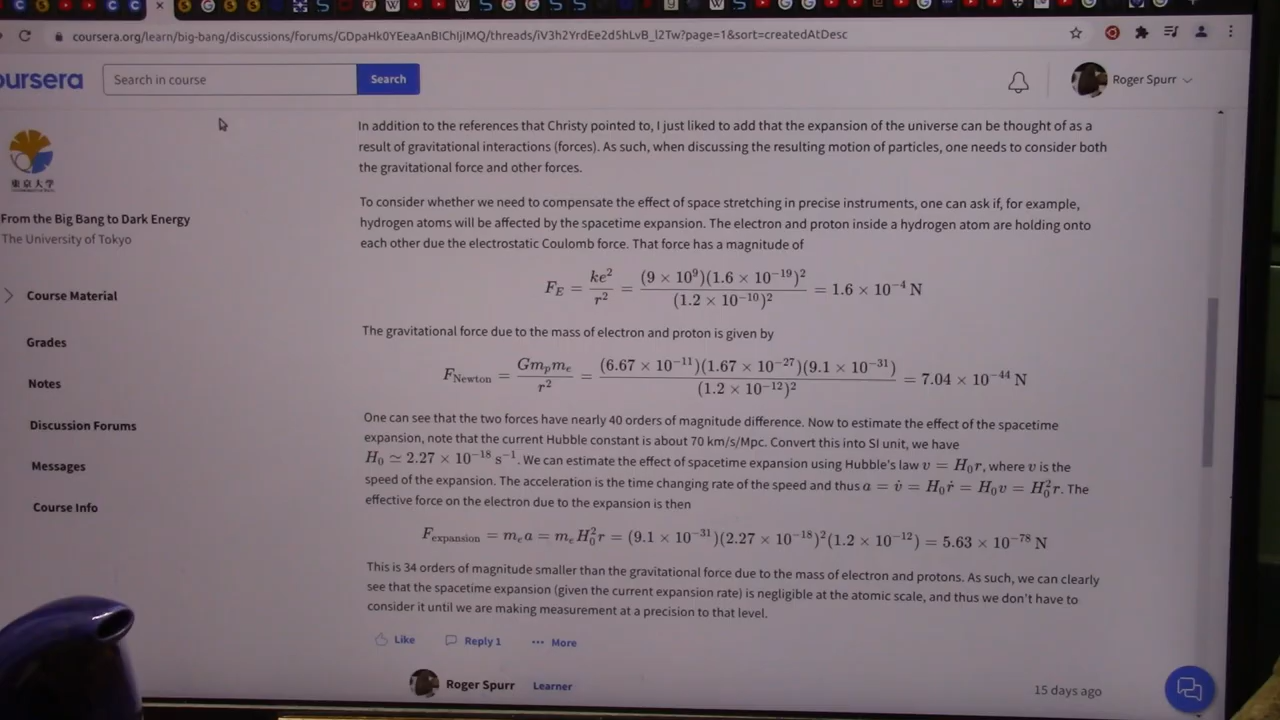 coursera.org/learn/big-bang/discussions/forums/GDpaHk0YEeaAnBIChIjIMQ/threads/iV3h2YrdEe2d5hLvB_l2Tw?page=1&sort=createdAtDesc
oursera
Search in course
Search
Roger Spurr
東京大学
From the Big Bang to Dark Energy
The University of Tokyo
Course Material
Grades
Notes
Discussion Forums
Messages
Course Info
In addition to the references that Christy pointed to, I just liked to add that the expansion of the universe can be thought of as a
result of gravitational interactions (forces). As such, when discussing the resulting motion of particles, one needs to consider both
the gravitational force and other forces.
To consider whether we need to compensate the effect of space stretching in precise instruments, one can ask if, for example,
hydrogen atoms will be affected by the spacetime expansion. The electron and proton inside a hydrogen atom are holding onto
each other due the electrostatic Coulomb force. That force has a magnitude of
F_E = ke²/r² = (9 × 10⁹)(1.6 × 10⁻¹⁹)²/(1.2 × 10⁻¹⁰)² = 1.6 × 10⁻⁴ N
The gravitational force due to the mass of electron and proton is given by
F_Newton = Gm_pm_e/r² = (6.67 × 10⁻¹¹)(1.67 × 10⁻²⁷)(9.1 × 10⁻³¹)/(1.2 × 10⁻¹²)² = 7.04 × 10⁻⁴⁴ N
One can see that the two forces have nearly 40 orders of magnitude difference. Now to estimate the effect of the spacetime
expansion, note that the current Hubble constant is about 70 km/s/Mpc. Convert this into SI unit, we have
H₀ ≃ 2.27 × 10⁻¹⁸ s⁻¹. We can estimate the effect of spacetime expansion using Hubble's law v = H₀r, where v is the
speed of the expansion. The acceleration is the time changing rate of the speed and thus a = v̇ = H₀ṙ = H₀v = H₀²r. The
effective force on the electron due to the expansion is then
F_expansion = m_e a = m_e H₀²r = (9.1 × 10⁻³¹)(2.27 × 10⁻¹⁸)²(1.2 × 10⁻¹²) = 5.63 × 10⁻⁷⁸ N
This is 34 orders of magnitude smaller than the gravitational force due to the mass of electron and protons. As such, we can clearly
see that the spacetime expansion (given the current expansion rate) is negligible at the atomic scale, and thus we don't have to
consider it until we are making measurement at a precision to that level.
Like
Reply 1
More
Roger Spurr
Learner
15 days ago